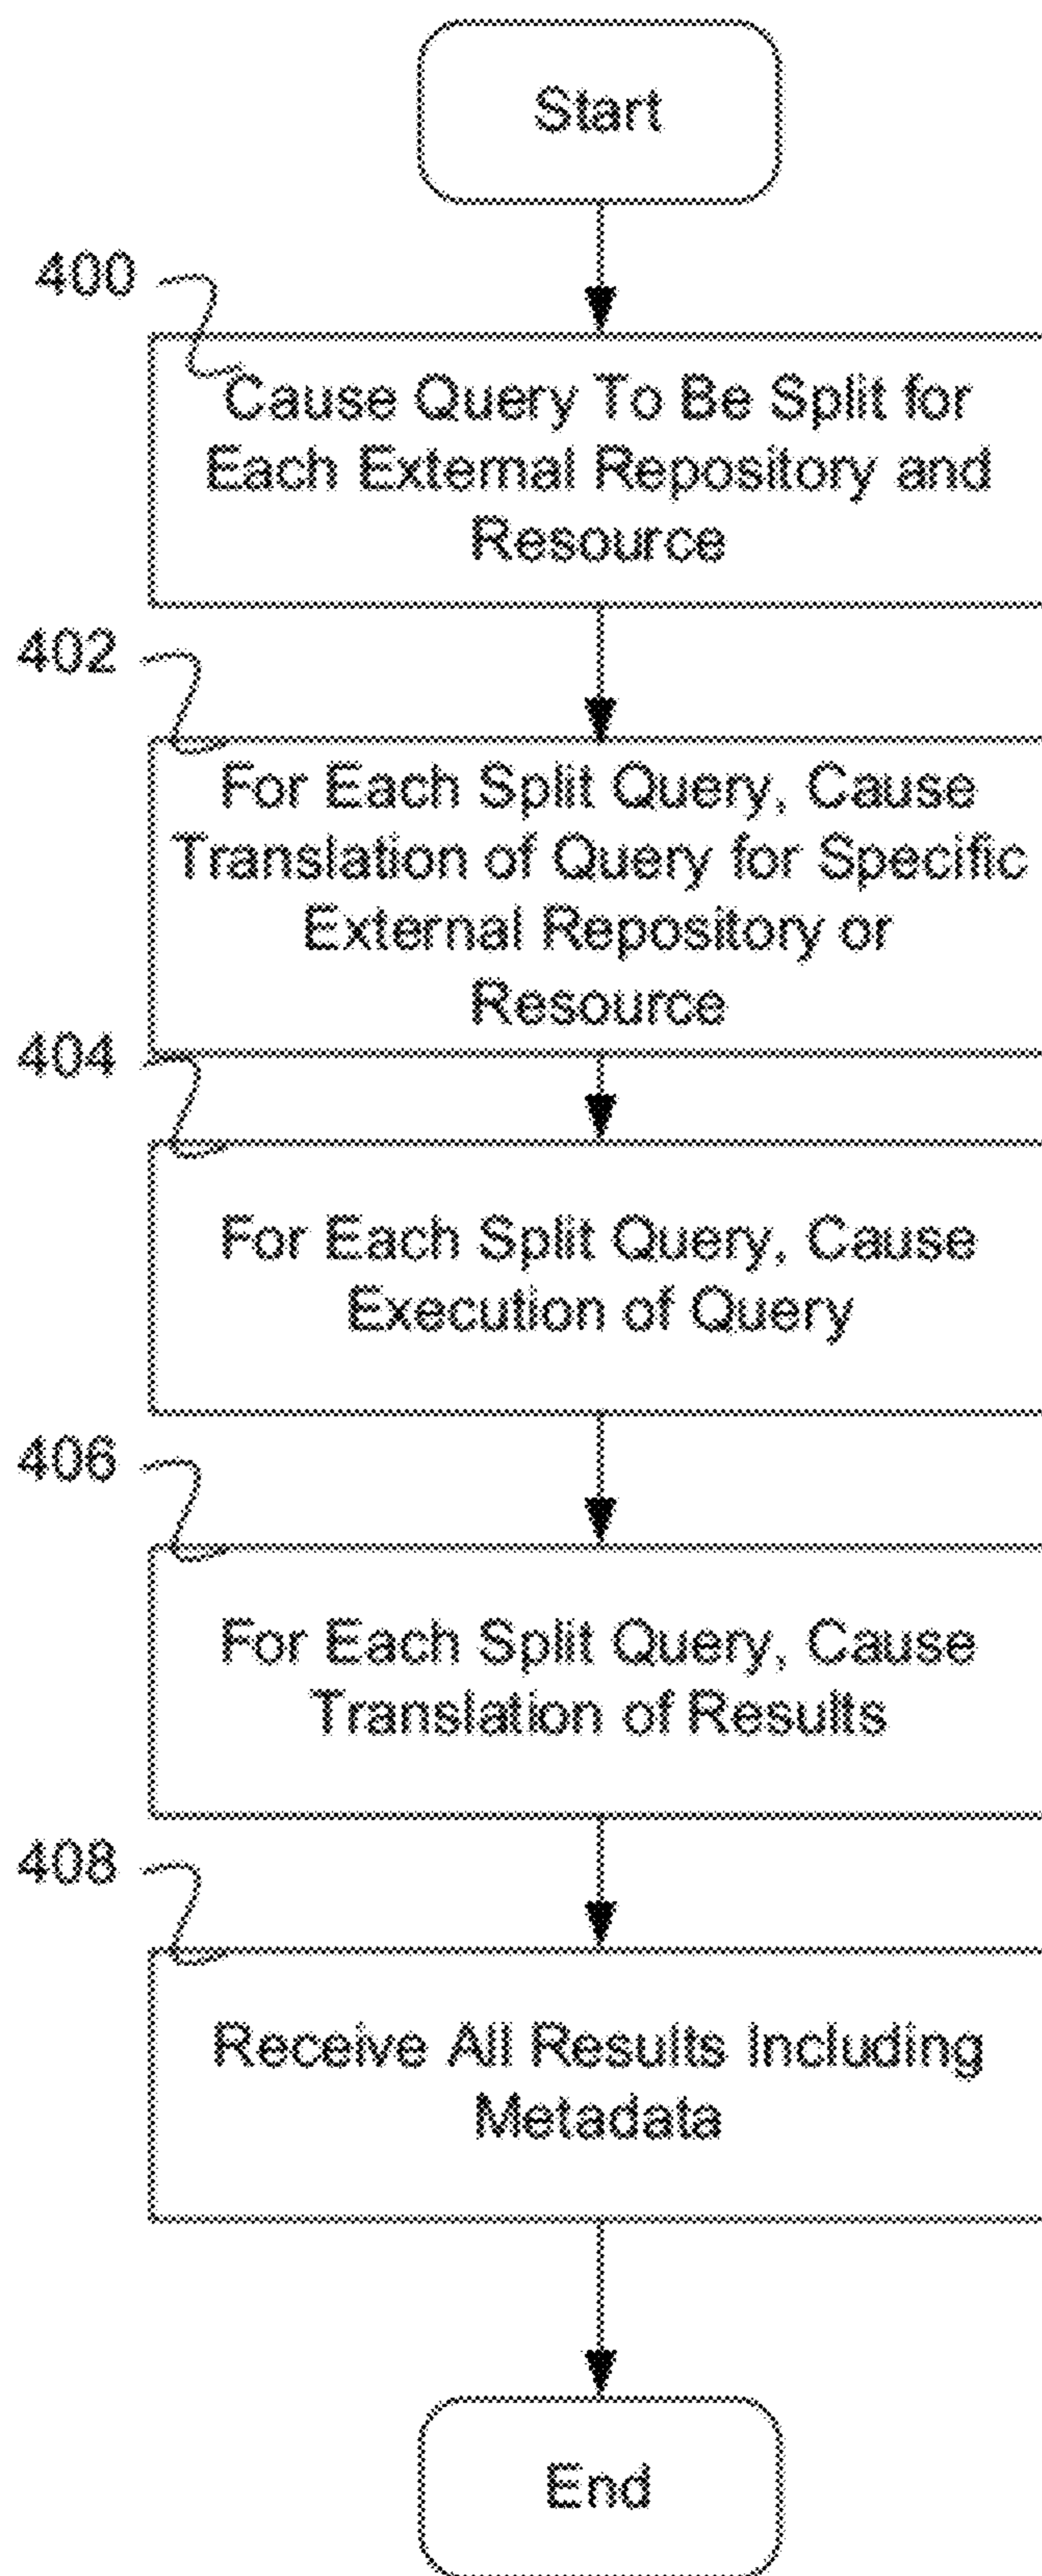 Start
400
Cause Query To Be Split for
Each External Repository and
Resource
402
For Each Split Query, Cause
Translation of Query for Specific
External Repository or
Resource
404
For Each Split Query, Cause
Execution of Query
406
For Each Split Query, Cause
Translation of Results
408
Receive All Results Including
Metadata
End